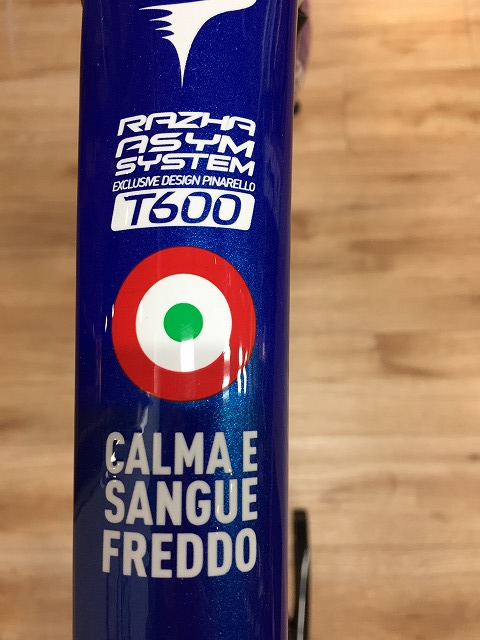 RAZHA
ASYM
SYSTEM
EXCLUSIVE DESIGN PINARELLO
T600
CALMA E
SANGUE
FREDDO